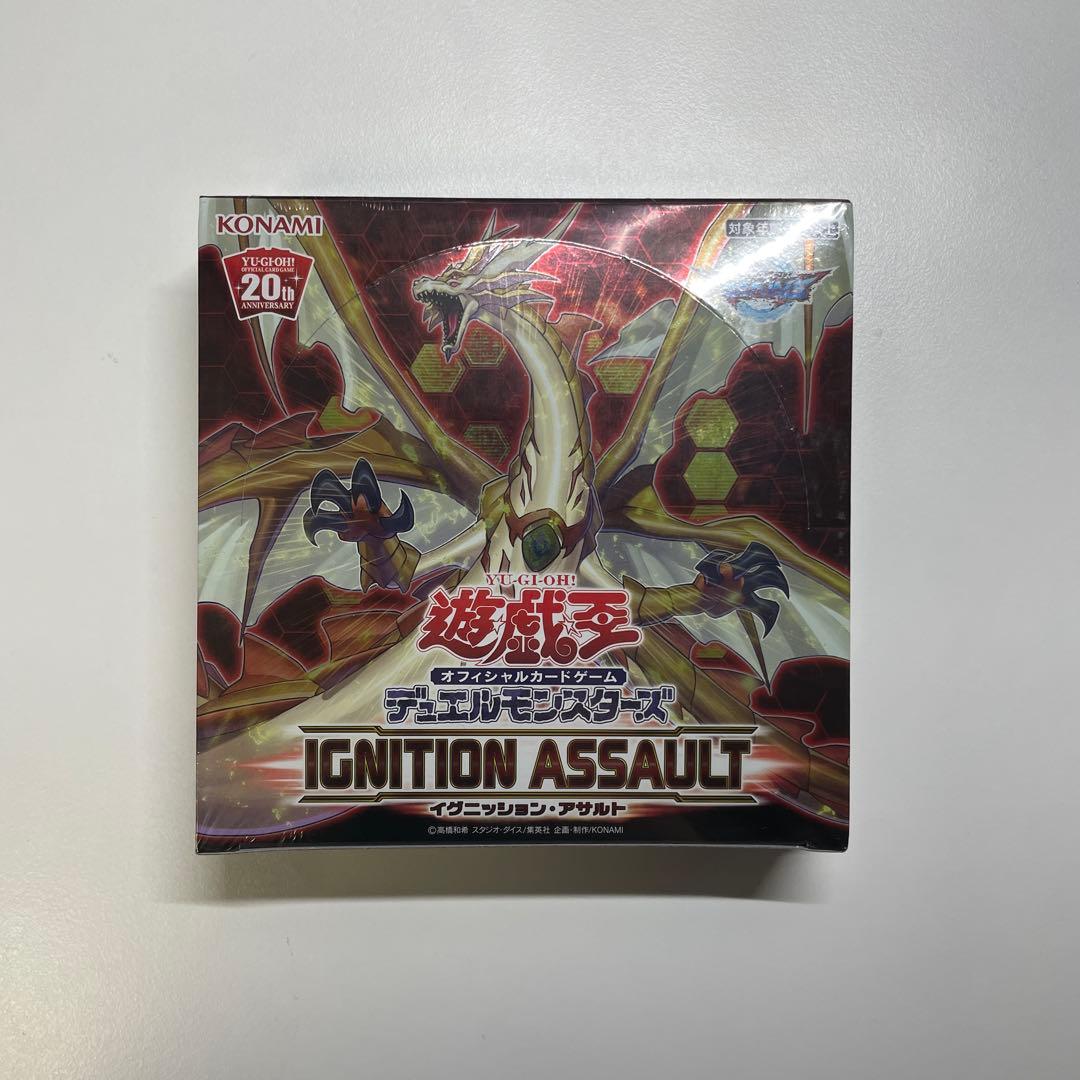 KONAMI
YU-GI-OH!
OFFICIAL CARD GAME
20th
ANNIVERSARY
対象年
YU-GI-OH!
遊戯王
オフィシャルカードゲーム
デュエルモンスターズ
IGNITION ASSAULT
イグニッション・アサルト
©高橋和希 スタジオ・ダイス/集英社 企画・制作/KONAMI